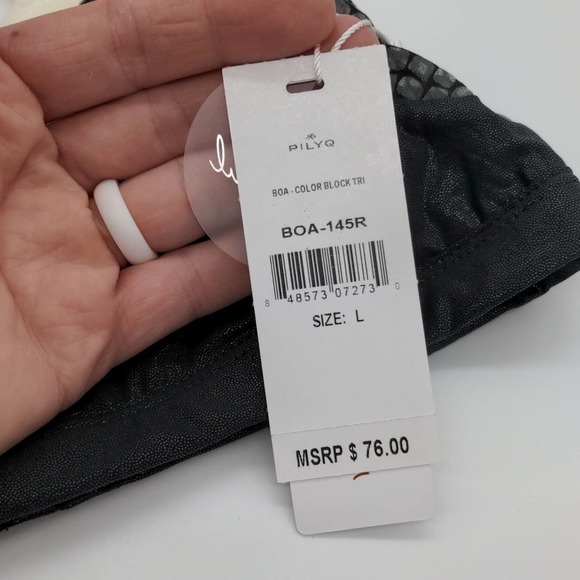 PILYQ
BOA - COLOR BLOCK TRI
BOA-145R
8 48573 07273 0
SIZE: L
MSRP $ 76.00